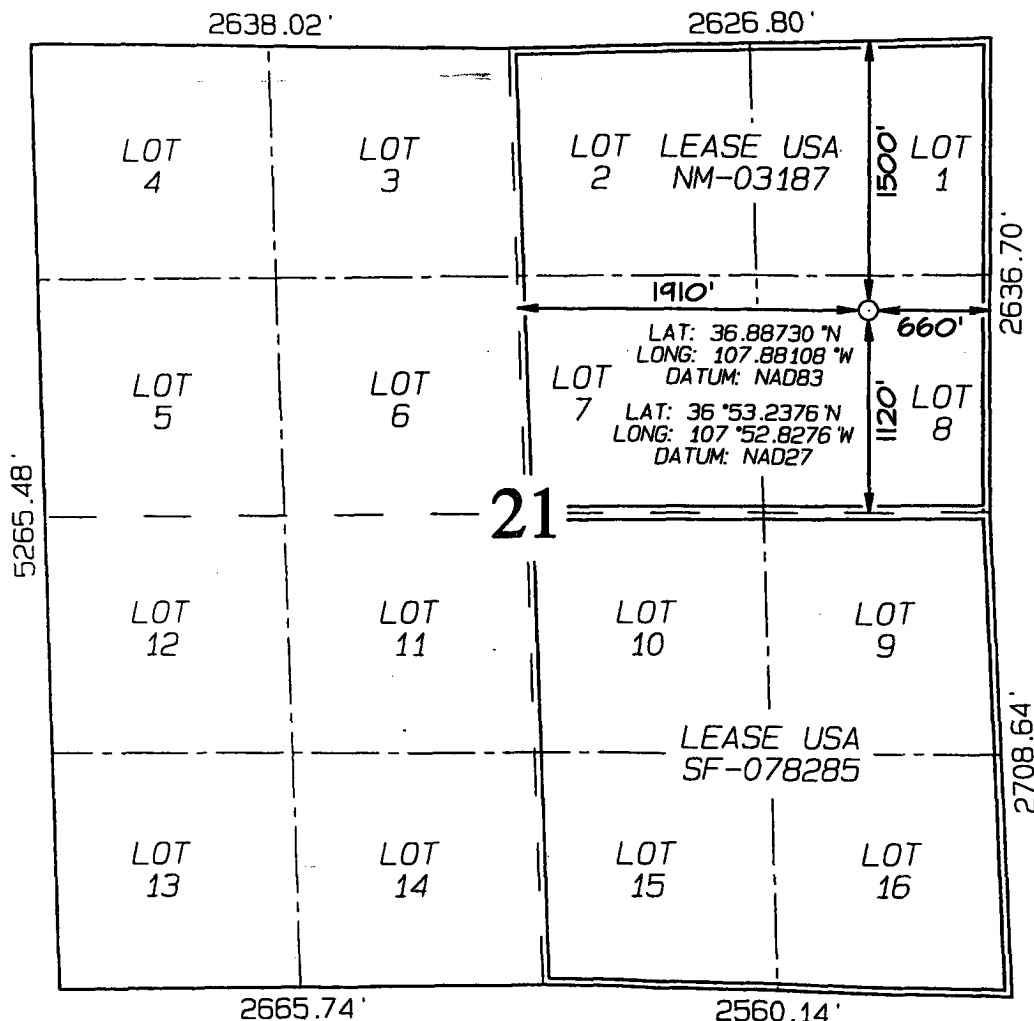 2638.02'
2626.80'
LOT
4
LOT
3
LOT
2
LEASE USA
NM-03187
LOT
1
1500'
2636.70'
1910'
660'
LAT: 36.88730 °N
LONG: 107.88108 °W
DATUM: NAD83
LAT: 36 °53.2376 'N
LONG: 107 °52.8276 'W
DATUM: NAD27
LOT
5
LOT
6
LOT
7
1120'
LOT
8
5265.48'
21
LOT
12
LOT
11
LOT
10
LOT
9
LEASE USA
SF-078285
2708.64'
LOT
13
LOT
14
LOT
15
LOT
16
2665.74'
2560.14'